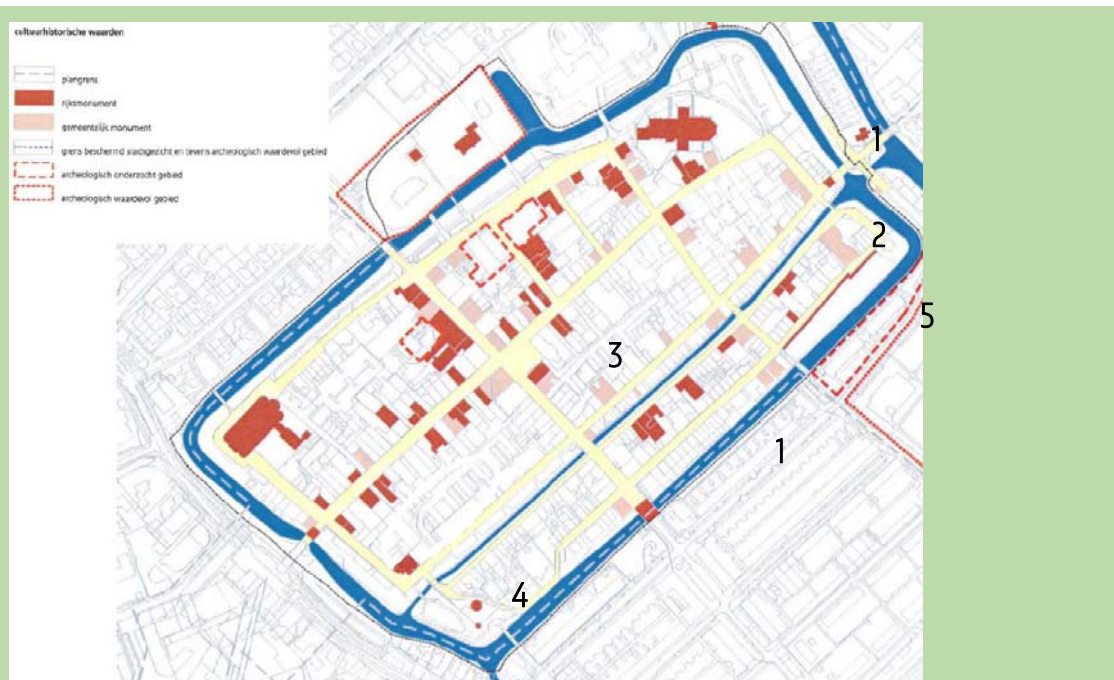 cultuurhistorische waarden
plangrens
rijksmonument
gemeentelijk monument
grens beschermd stadsgezicht en tevens archeologisch waardevol gebied
archeologisch onderzocht gebied
archeologisch waardevol gebied
1
2
5
3
1
4